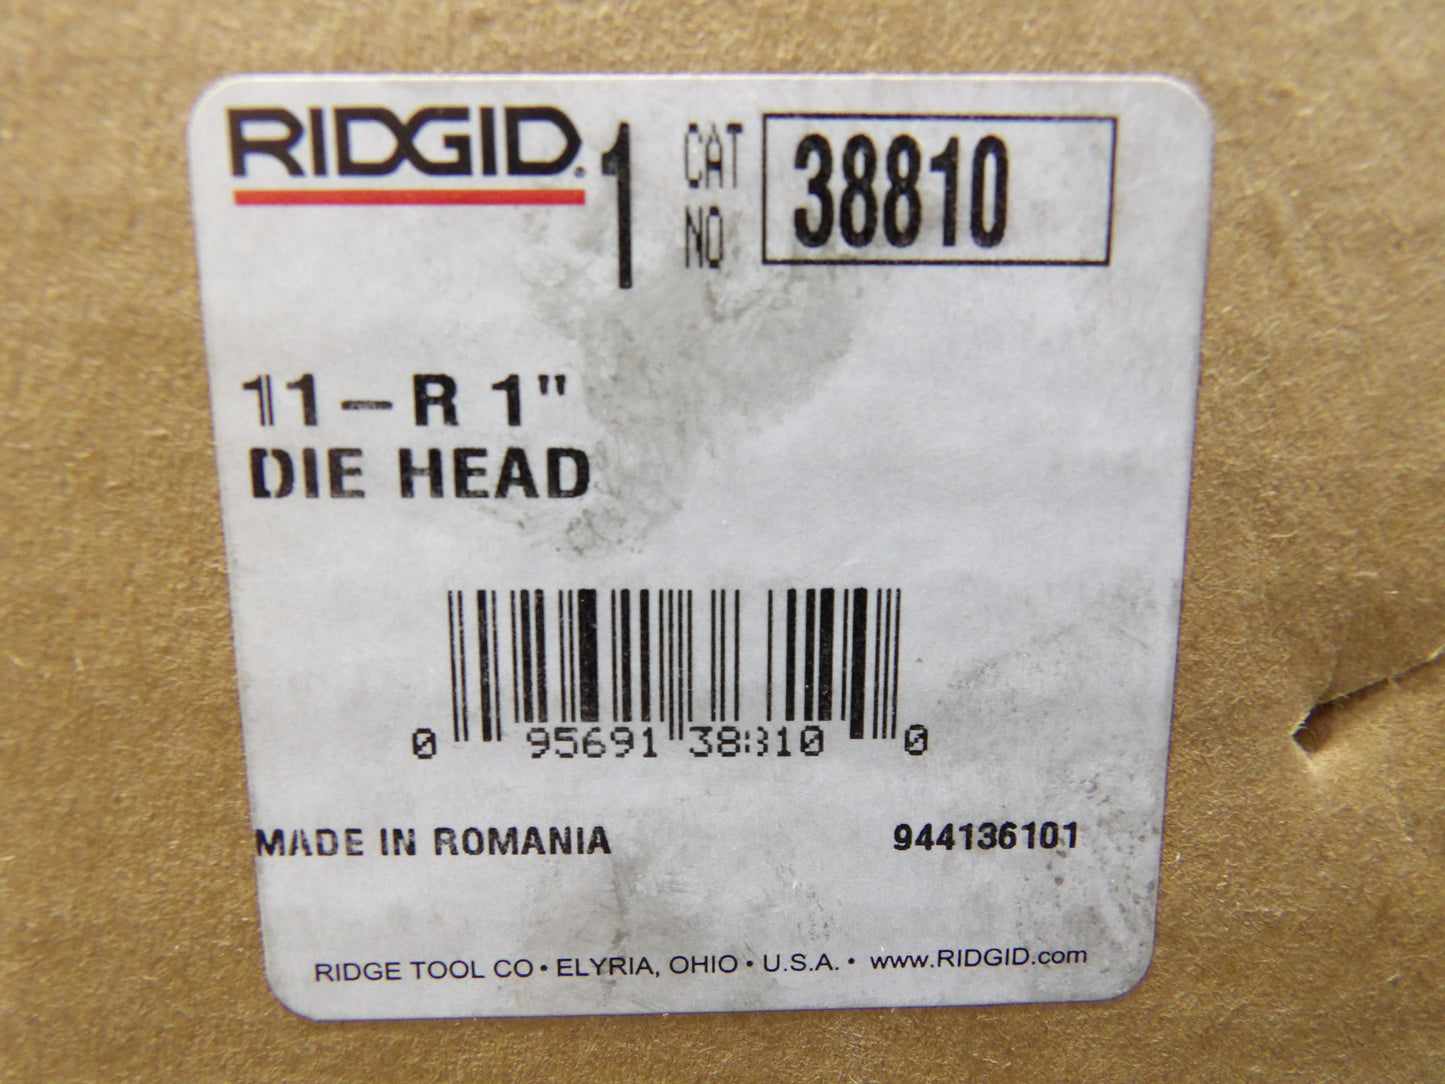 RIDGID®
1
CAT NO 38810
11-R 1"
DIE HEAD
0 95691 38810 0
MADE IN ROMANIA 944136101
RIDGE TOOL CO • ELYRIA, OHIO • U.S.A. • www.RIDGID.com